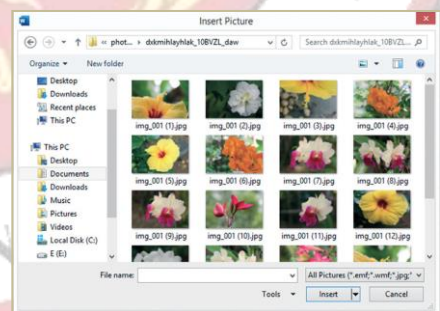 Insert Picture
« phot... › dxkmihlayhlak_10BVZL_daw
Search dxkmihlayhlak_10BVZL...
Organize
New folder
Desktop
Downloads
Recent places
This PC
This PC
Desktop
Documents
Downloads
Music
Pictures
Videos
Local Disk (C:)
E (E:)
img_001 (1).jpg
img_001 (2).jpg
img_001 (3).jpg
img_001 (4).jpg
img_001 (5).jpg
img_001 (6).jpg
img_001 (7).jpg
img_001 (8).jpg
img_001 (9).jpg
img_001 (10).jpg
img_001 (11).jpg
img_001 (12).jpg
File name:
All Pictures (*.emf;*.wmf;*.jpg;*
Tools
Insert
Cancel